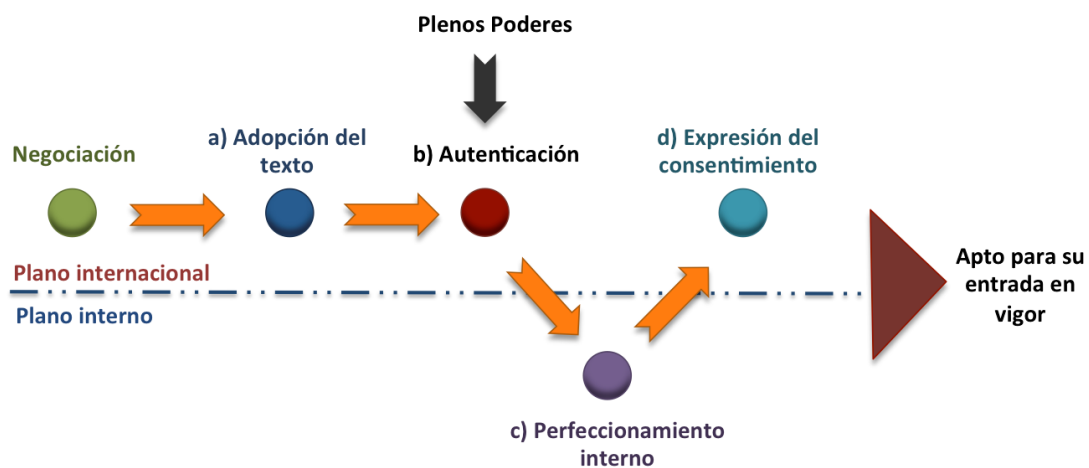 Plenos Poderes
Negociación
a) Adopción del
texto
b) Autenticación
d) Expresión del
consentimiento
Plano internacional
Plano interno
Apto para su
entrada en
vigor
c) Perfeccionamiento
interno